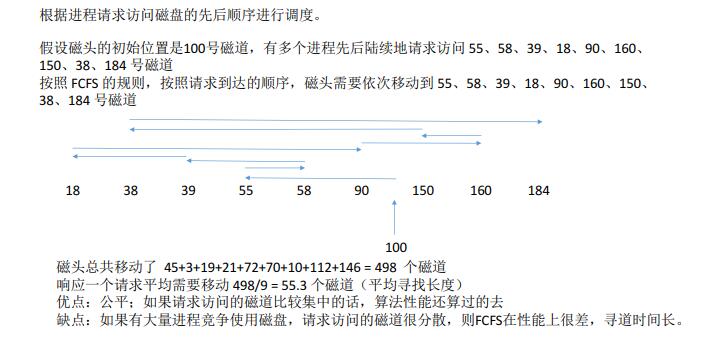 根据进程请求访问磁盘的先后顺序进行调度。
假设磁头的初始位置是100号磁道，有多个进程先后陆续地请求访问 55、58、39、18、90、160、
150、38、184 号磁道
按照 FCFS 的规则，按照请求到达的顺序，磁头需要依次移动到 55、58、39、18、90、160、150、
38、184 号磁道
18 38 39 55 58 90 150 160 184
100
磁头总共移动了 45+3+19+21+72+70+10+112+146 = 498 个磁道
响应一个请求平均需要移动 498/9 = 55.3 个磁道（平均寻找长度）
优点：公平；如果请求访问的磁道比较集中的话，算法性能还算过的去
缺点：如果有大量进程竞争使用磁盘，请求访问的磁道很分散，则FCFS在性能上很差，寻道时间长。